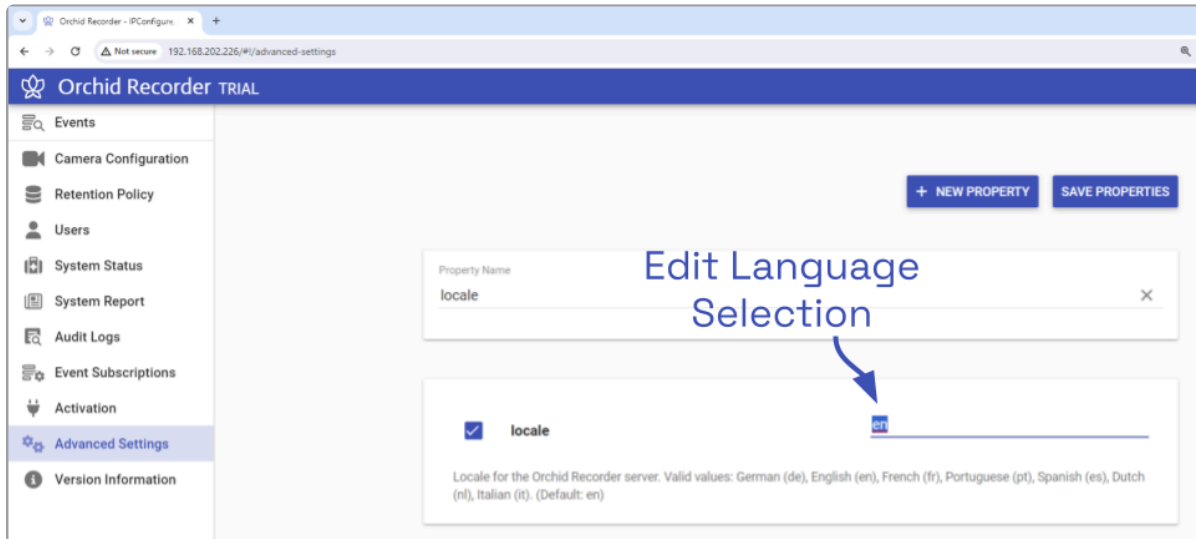 Orchid Recorder - IPConfigure,
Not secure 192.168.202.226/#!/advanced-settings
Orchid Recorder TRIAL
Events
Camera Configuration
Retention Policy
Users
System Status
System Report
Audit Logs
Event Subscriptions
Activation
Advanced Settings
Version Information
+ NEW PROPERTY
SAVE PROPERTIES
Property Name
locale
Edit Language
Selection
locale
en
Locale for the Orchid Recorder server. Valid values: German (de), English (en), French (fr), Portuguese (pt), Spanish (es), Dutch
(nl), Italian (it). (Default: en)